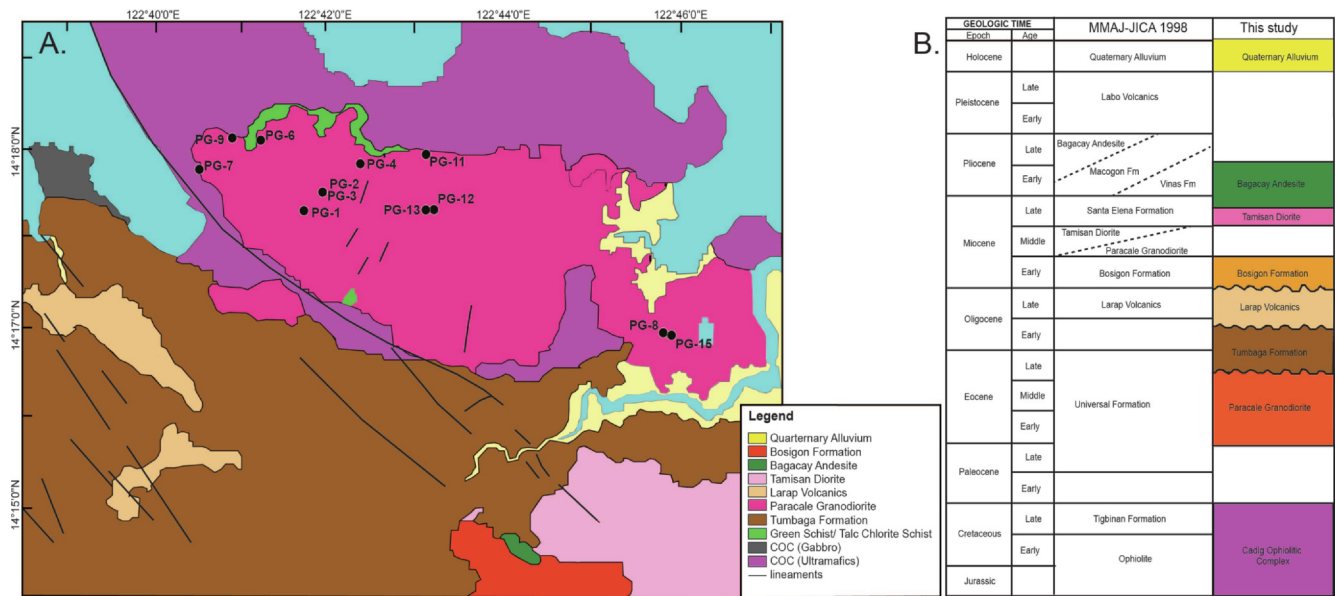 A.
122°40'0"E
122°42'0"E
122°44'0"E
122°46'0"E
14°18'0"N
14°17'0"N
14°15'0"N
PG-9
PG-6
PG-7
PG-4
PG-11
PG-2
PG-3
PG-1
PG-12
PG-13
PG-8
PG-15
Legend
Quarternary Alluvium
Bosigon Formation
Bagacay Andesite
Tamisan Diorite
Larap Volcanics
Paracale Granodiorite
Tumbaga Formation
Green Schist/ Talc Chlorite Schist
COC (Gabbro)
COC (Ultramafics)
lineaments
B.
GEOLOGIC TIME MMAJ-JICA 1998 This study
Epoch Age
Holocene Quaternary Alluvium Quaternary Alluvium
Pleistocene Late Labo Volcanics
Early
Pliocene Late Bagacay Andesite
Early Macogon Fm Vinas Fm Bagacay Andesite
Miocene Late Santa Elena Formation Tamisan Diorite
Middle Tamisan Diorite
Paracale Granodiorite
Early Bosigon Formation Bosigon Formation
Oligocene Late Larap Volcanics Larap Volcanics
Early Tumbaga Formation
Eocene Late
Middle Universal Formation Paracale Granodiorite
Early
Paleocene Late
Early
Cretaceous Late Tigbinan Formation
Early Ophiolite Cadig Ophiolitic
Complex
Jurassic